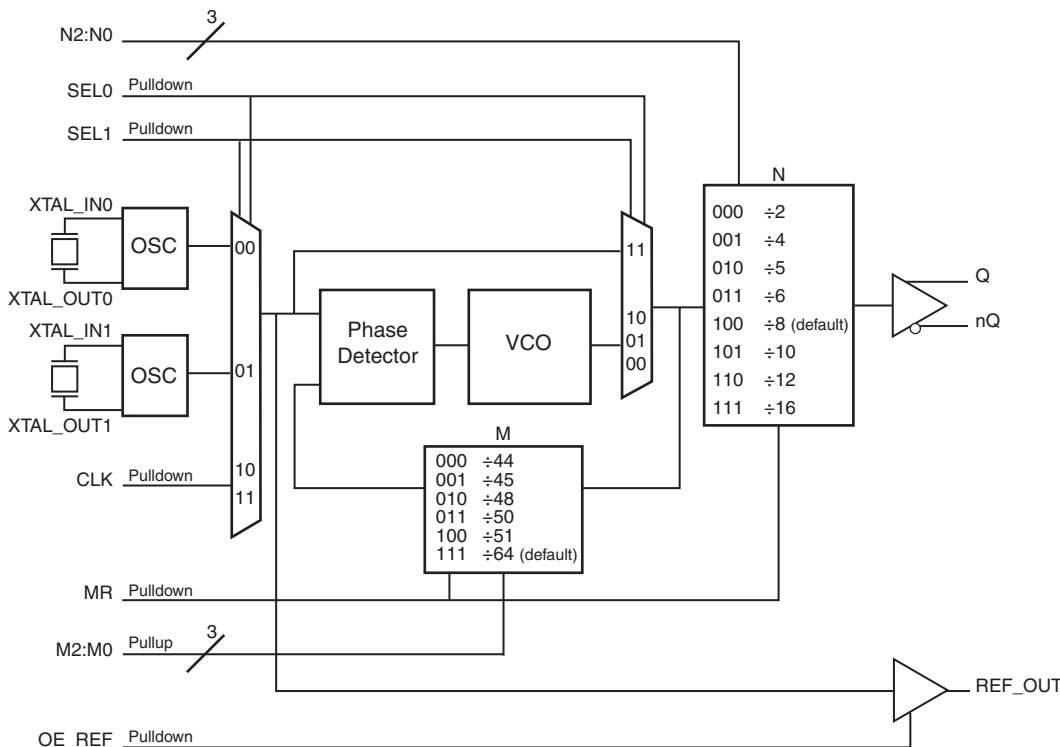 3
N2:N0
SEL0 Pulldown
SEL1 Pulldown
XTAL_IN0
OSC
XTAL_OUT0
XTAL_IN1
OSC
XTAL_OUT1
CLK Pulldown
00
01
10
11
Phase
Detector
VCO
11
10
01
00
N
000 ÷2
001 ÷4
010 ÷5
011 ÷6
100 ÷8 (default)
101 ÷10
110 ÷12
111 ÷16
Q
nQ
M
000 ÷44
001 ÷45
010 ÷48
011 ÷50
100 ÷51
111 ÷64 (default)
MR Pulldown
3
M2:M0 Pullup
REF_OUT
OE_REF Pulldown